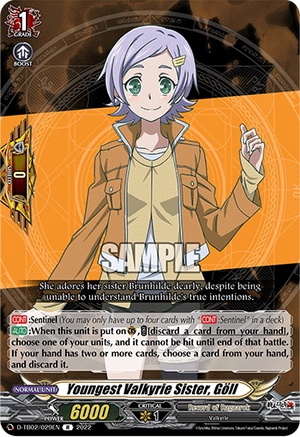 1
GRADE
BOOST
0
SAMPLE
She adores her sister Brunhilde dearly, despite being
unable to understand Brunhilde's true intentions.
CONT:Sentinel (You may only have up to four cards with "CONT:Sentinel" in a deck)
AUTO:When this unit is put on GC, [discard a card from your hand],
choose one of your units, and it cannot be hit until end of that battle.
If your hand has two or more cards, choose a card from your hand,
and discard it.
NORMAL UNIT
Youngest Valkyrie Sister, Göll
POWER
6000
CRITICAL
1
Record of Ragnarok
Valkyrie
D-TB02/029EN R 2022